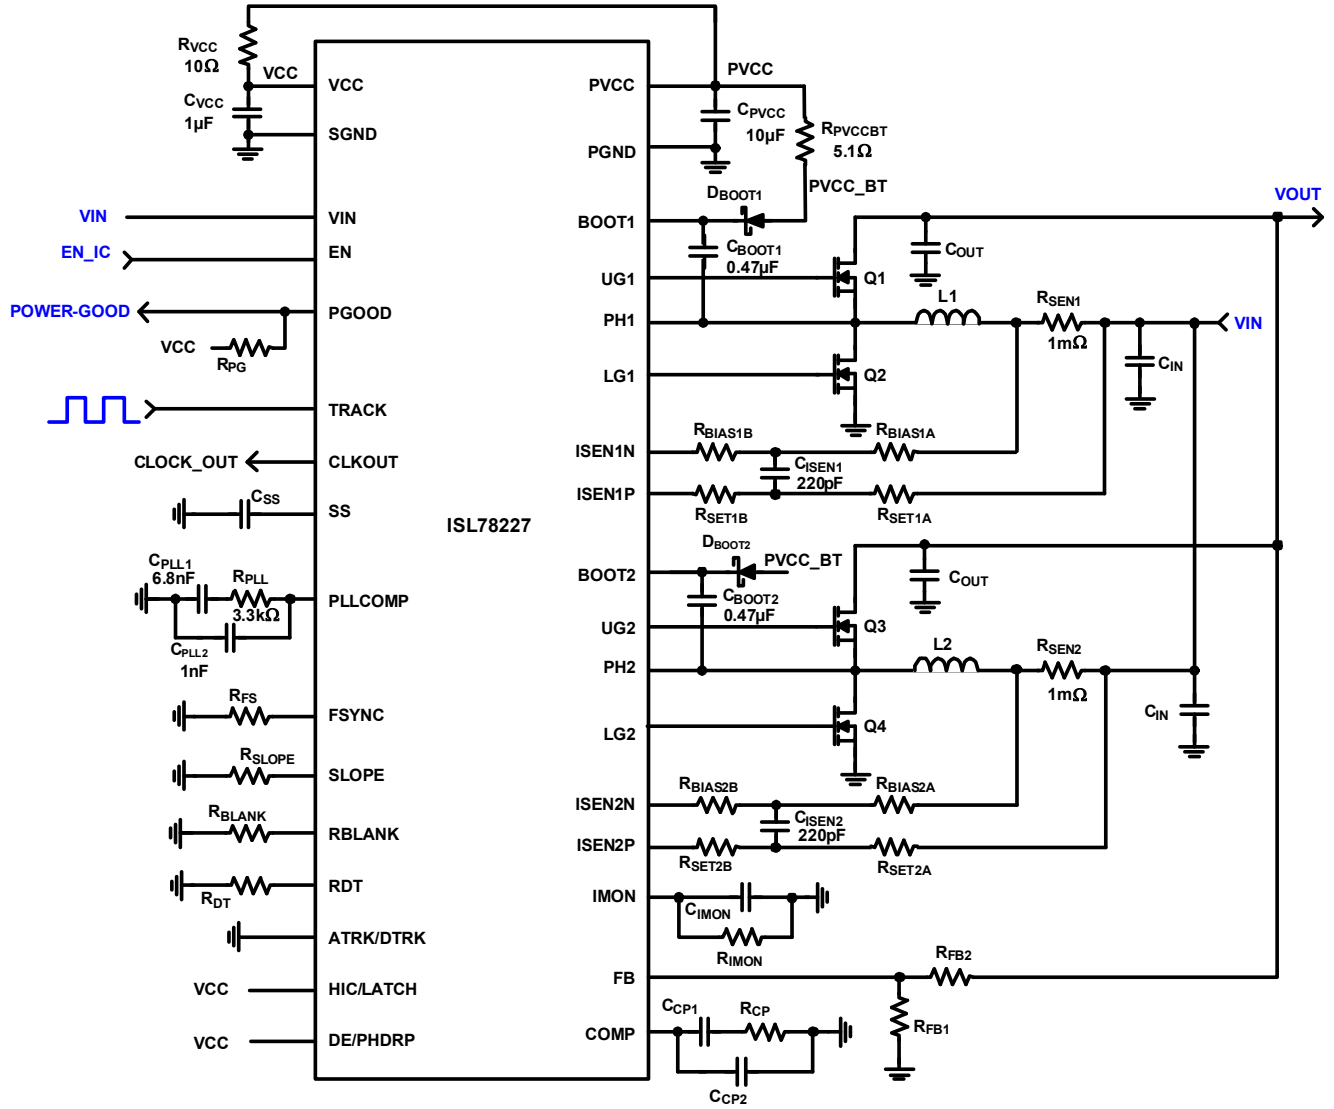 RVCC
10Ω
VCC
CVCC
1µF
VCC
SGND
VIN
VIN
EN_IC
EN
POWER-GOOD
PGOOD
VCC
RPG
TRACK
CLOCK_OUT
CLKOUT
CSS
SS
CPLL1
6.8nF
RPLL
3.3kΩ
CPLL2
1nF
PLLCOMP
RFS
FSYNC
RSLOPE
SLOPE
RBLANK
RBLANK
RDT
RDT
ATRK/DTRK
VCC
HIC/LATCH
VCC
DE/PHDRP
ISL78227
PVCC
PVCC
CPVCC
10µF
RPVCCBT
5.1Ω
PGND
PVCC_BT
DBOOT1
BOOT1
CBOOT1
0.47µF
UG1
Q1
COUT
VOUT
PH1
L1
RSEN1
1mΩ
VIN
CIN
LG1
Q2
RBIAS1B
RBIAS1A
ISEN1N
CISEN1
220pF
ISEN1P
RSET1B
RSET1A
DBOOT2
PVCC_BT
BOOT2
CBOOT2
0.47µF
COUT
UG2
Q3
PH2
L2
RSEN2
1mΩ
CIN
LG2
Q4
RBIAS2B
RBIAS2A
ISEN2N
CISEN2
220pF
ISEN2P
RSET2B
RSET2A
IMON
CIMON
RIMON
FB
RFB2
RFB1
COMP
CCP1
RCP
CCP2